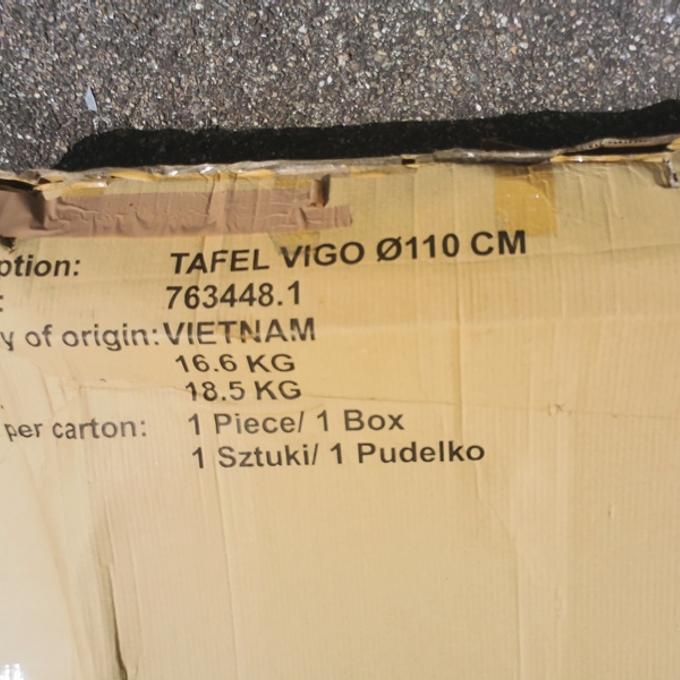 ption: TAFEL VIGO Ø110 CM
: 763448.1
y of origin: VIETNAM
16.6 KG
18.5 KG
per carton: 1 Piece/ 1 Box
1 Sztuki/ 1 Pudelko